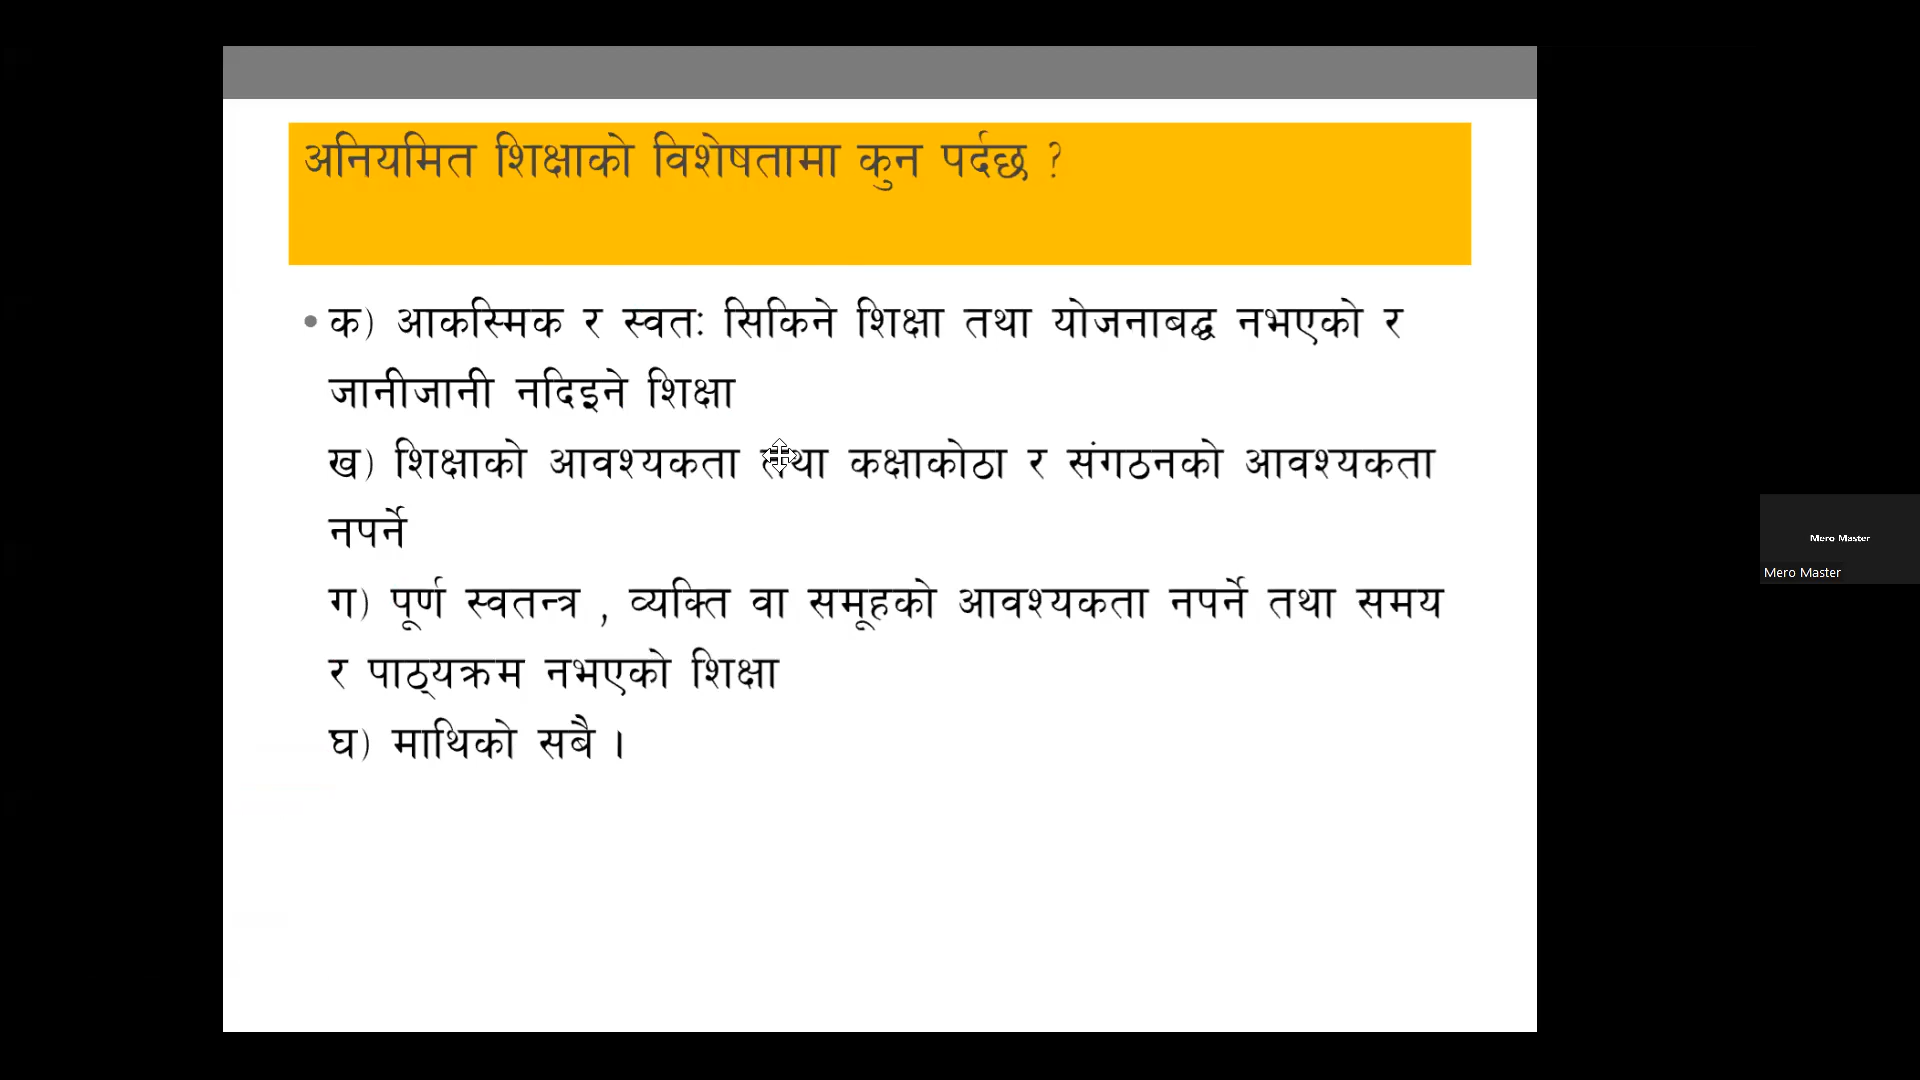 अनियमित शिक्षाको विशेषतामा कुन पर्दछ ?
• क) आकस्मिक र स्वतः सिकिने शिक्षा तथा योजनाबद्ध नभएको र
जानीजानी नदिइने शिक्षा
ख) शिक्षाको आवश्यकता तथा कक्षाकोठा र संगठनको आवश्यकता
नपर्ने
ग) पूर्ण स्वतन्त्र , व्यक्ति वा समूहको आवश्यकता नपर्ने तथा समय
र पाठ्यक्रम नभएको शिक्षा
घ) माथिको सबै ।
Mero Master
Mero Master